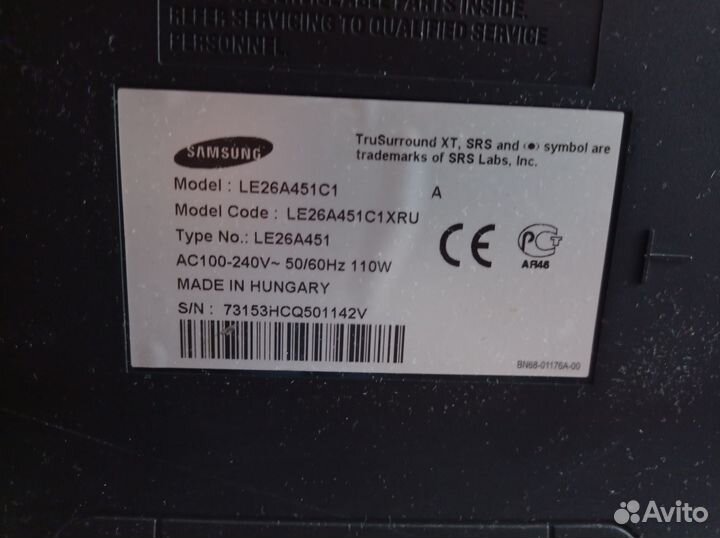 REFER SERVICING TO QUALIFIED SERVICE
PERSONNEL.
SAMSUNG
TruSurround XT, SRS and (●) symbol are
trademarks of SRS Labs, Inc.
Model : LE26A451C1 A
Model Code : LE26A451C1XRU
Type No.: LE26A451
AC100-240V~ 50/60Hz 110W
MADE IN HUNGARY
S/N : 73153HCQ501142V
CE
АЯ46
BN68-01176A-00
Avito